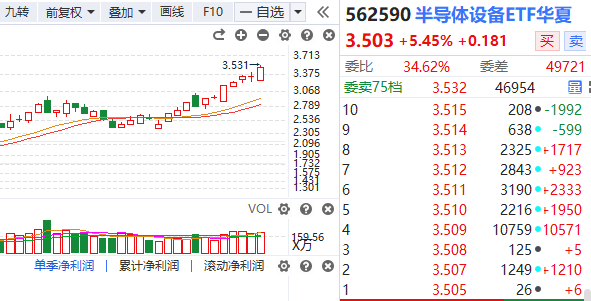 九转 前复权 叠加 画线 F10 一 自选
3.531
3.713
3.375
3.068
2.789
2.536
2.305
2.096
1.905
1.732
1.575
1.431
1.301
VOL
159.56
X万
单季净利润 | 累计净利润 | 滚动净利润
562590 半导体设备ETF华夏
3.503 +5.45% +0.181 买 卖
委比 34.62% 委差 49721
委卖75档 3.532 46954 量
10 3.515 208 -1992
9 3.514 638 -599
8 3.513 2325 +1717
7 3.512 2843 +923
6 3.511 3190 +2333
5 3.510 2216 +1950
4 3.509 10759 +10571
3 3.508 125 +5
2 3.507 1249 +1210
1 3.505 26 +6